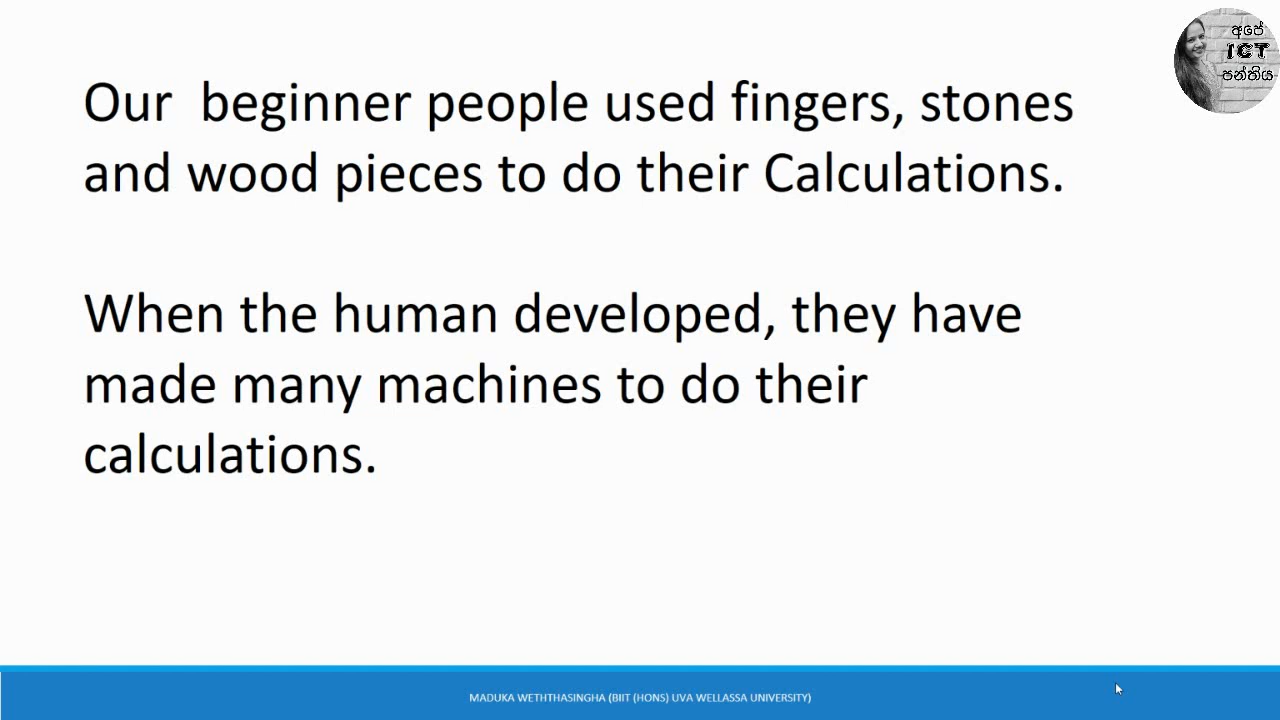 අපේ
ICT
පන්තිය
Our beginner people used fingers, stones
and wood pieces to do their Calculations.
When the human developed, they have
made many machines to do their
calculations.
MADUKA WETHTHASINGHA (BIIT (HONS) UVA WELLASSA UNIVERSITY)